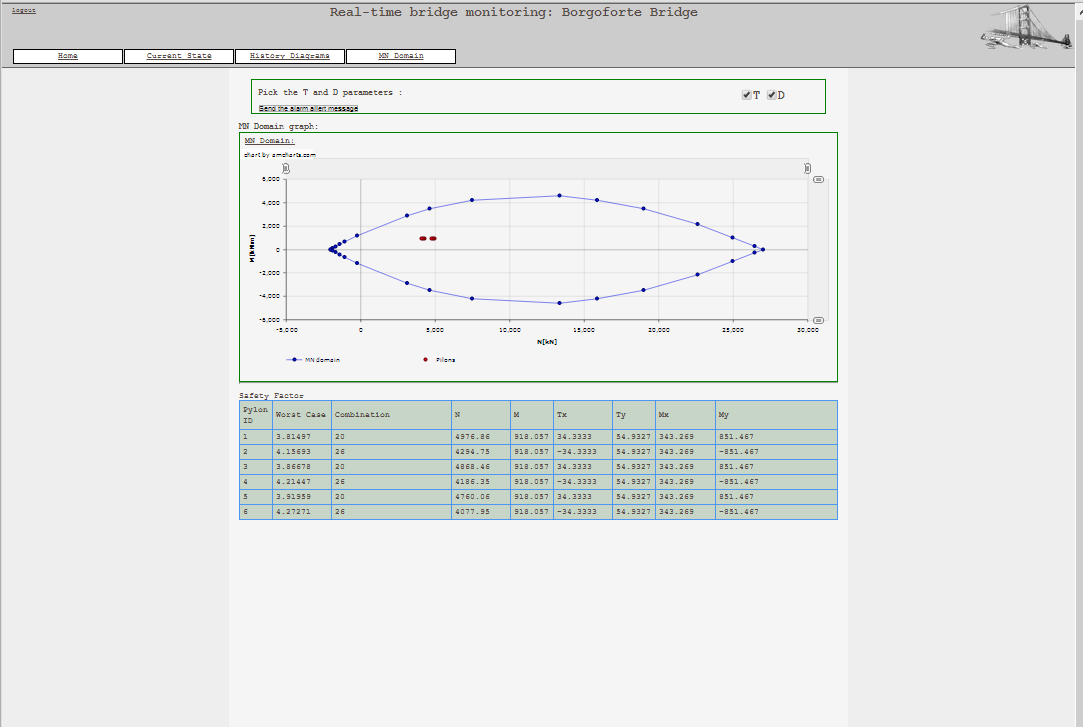 Logout
Real-time bridge monitoring: Borgoforte Bridge
Home Current State History Diagrams MN Domain
Pick the T and D parameters : T D
Send the alarm allert message
MN Domain graph:
MN Domain:
chart by amcharts.com
6,000
4,000
2,000
0
-2,000
-4,000
-6,000
M[kNm]
-5,000 0 5,000 10,000 15,000 20,000 25,000 30,000
N[kN]
MN domain Pilons
Safety Factor
Pylon ID Worst Case Combination N M Tx Ty Mx My
1 3.81497 20 4976.86 918.057 34.3333 54.9327 343.269 851.467
2 4.15693 26 4294.75 918.057 -34.3333 54.9327 343.269 -851.467
3 3.86678 20 4868.46 918.057 34.3333 54.9327 343.269 851.467
4 4.21447 26 4186.35 918.057 -34.3333 54.9327 343.269 -851.467
5 3.91959 20 4760.06 918.057 34.3333 54.9327 343.269 851.467
6 4.27271 26 4077.95 918.057 -34.3333 54.9327 343.269 -851.467